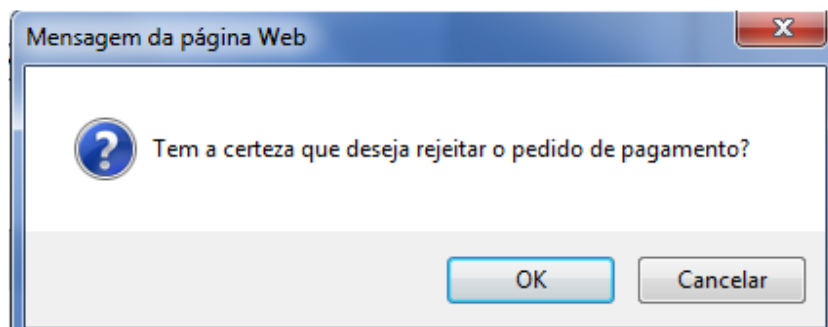 Mensagem da página Web
Tem a certeza que deseja rejeitar o pedido de pagamento?
OK
Cancelar